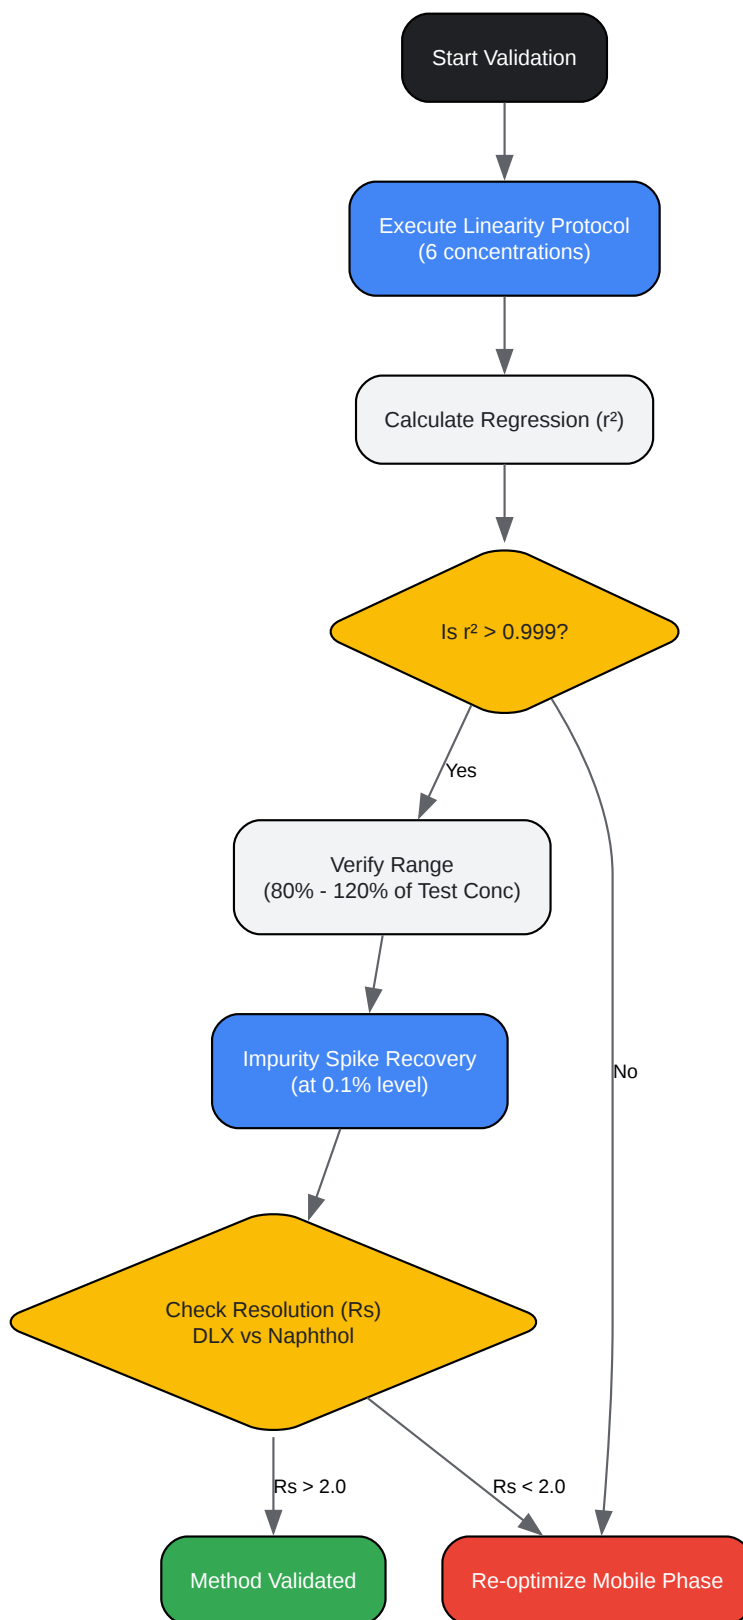 Start Validation
Execute Linearity Protocol
(6 concentrations)
Calculate Regression (r²)
Is r² > 0.999?
Yes
Verify Range
(80% - 120% of Test Conc)
Impurity Spike Recovery
(at 0.1% level)
No
Check Resolution (Rs)
DLX vs Naphthol
Rs > 2.0
Rs < 2.0
Method Validated
Re-optimize Mobile Phase